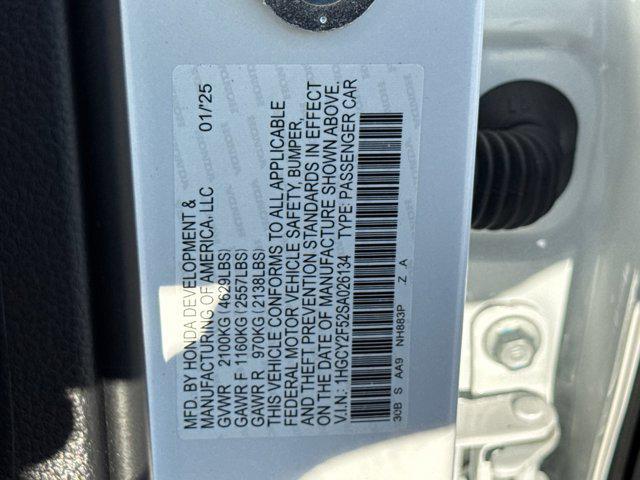 MFD. BY HONDA DEVELOPMENT &
MANUFACTURING OF AMERICA, LLC 01/25
GVWR 2100KG (4629LBS)
GAWR F 1160KG (2557LBS)
GAWR R 970KG (2138LBS)
THIS VEHICLE CONFORMS TO ALL APPLICABLE
FEDERAL MOTOR VEHICLE SAFETY, BUMPER,
AND THEFT PREVENTION STANDARDS IN EFFECT
ON THE DATE OF MANUFACTURE SHOWN ABOVE.
V.I.N.: 1HGCY2F52SA026134 TYPE: PASSENGER CAR
30B S AA9 NH883P Z A